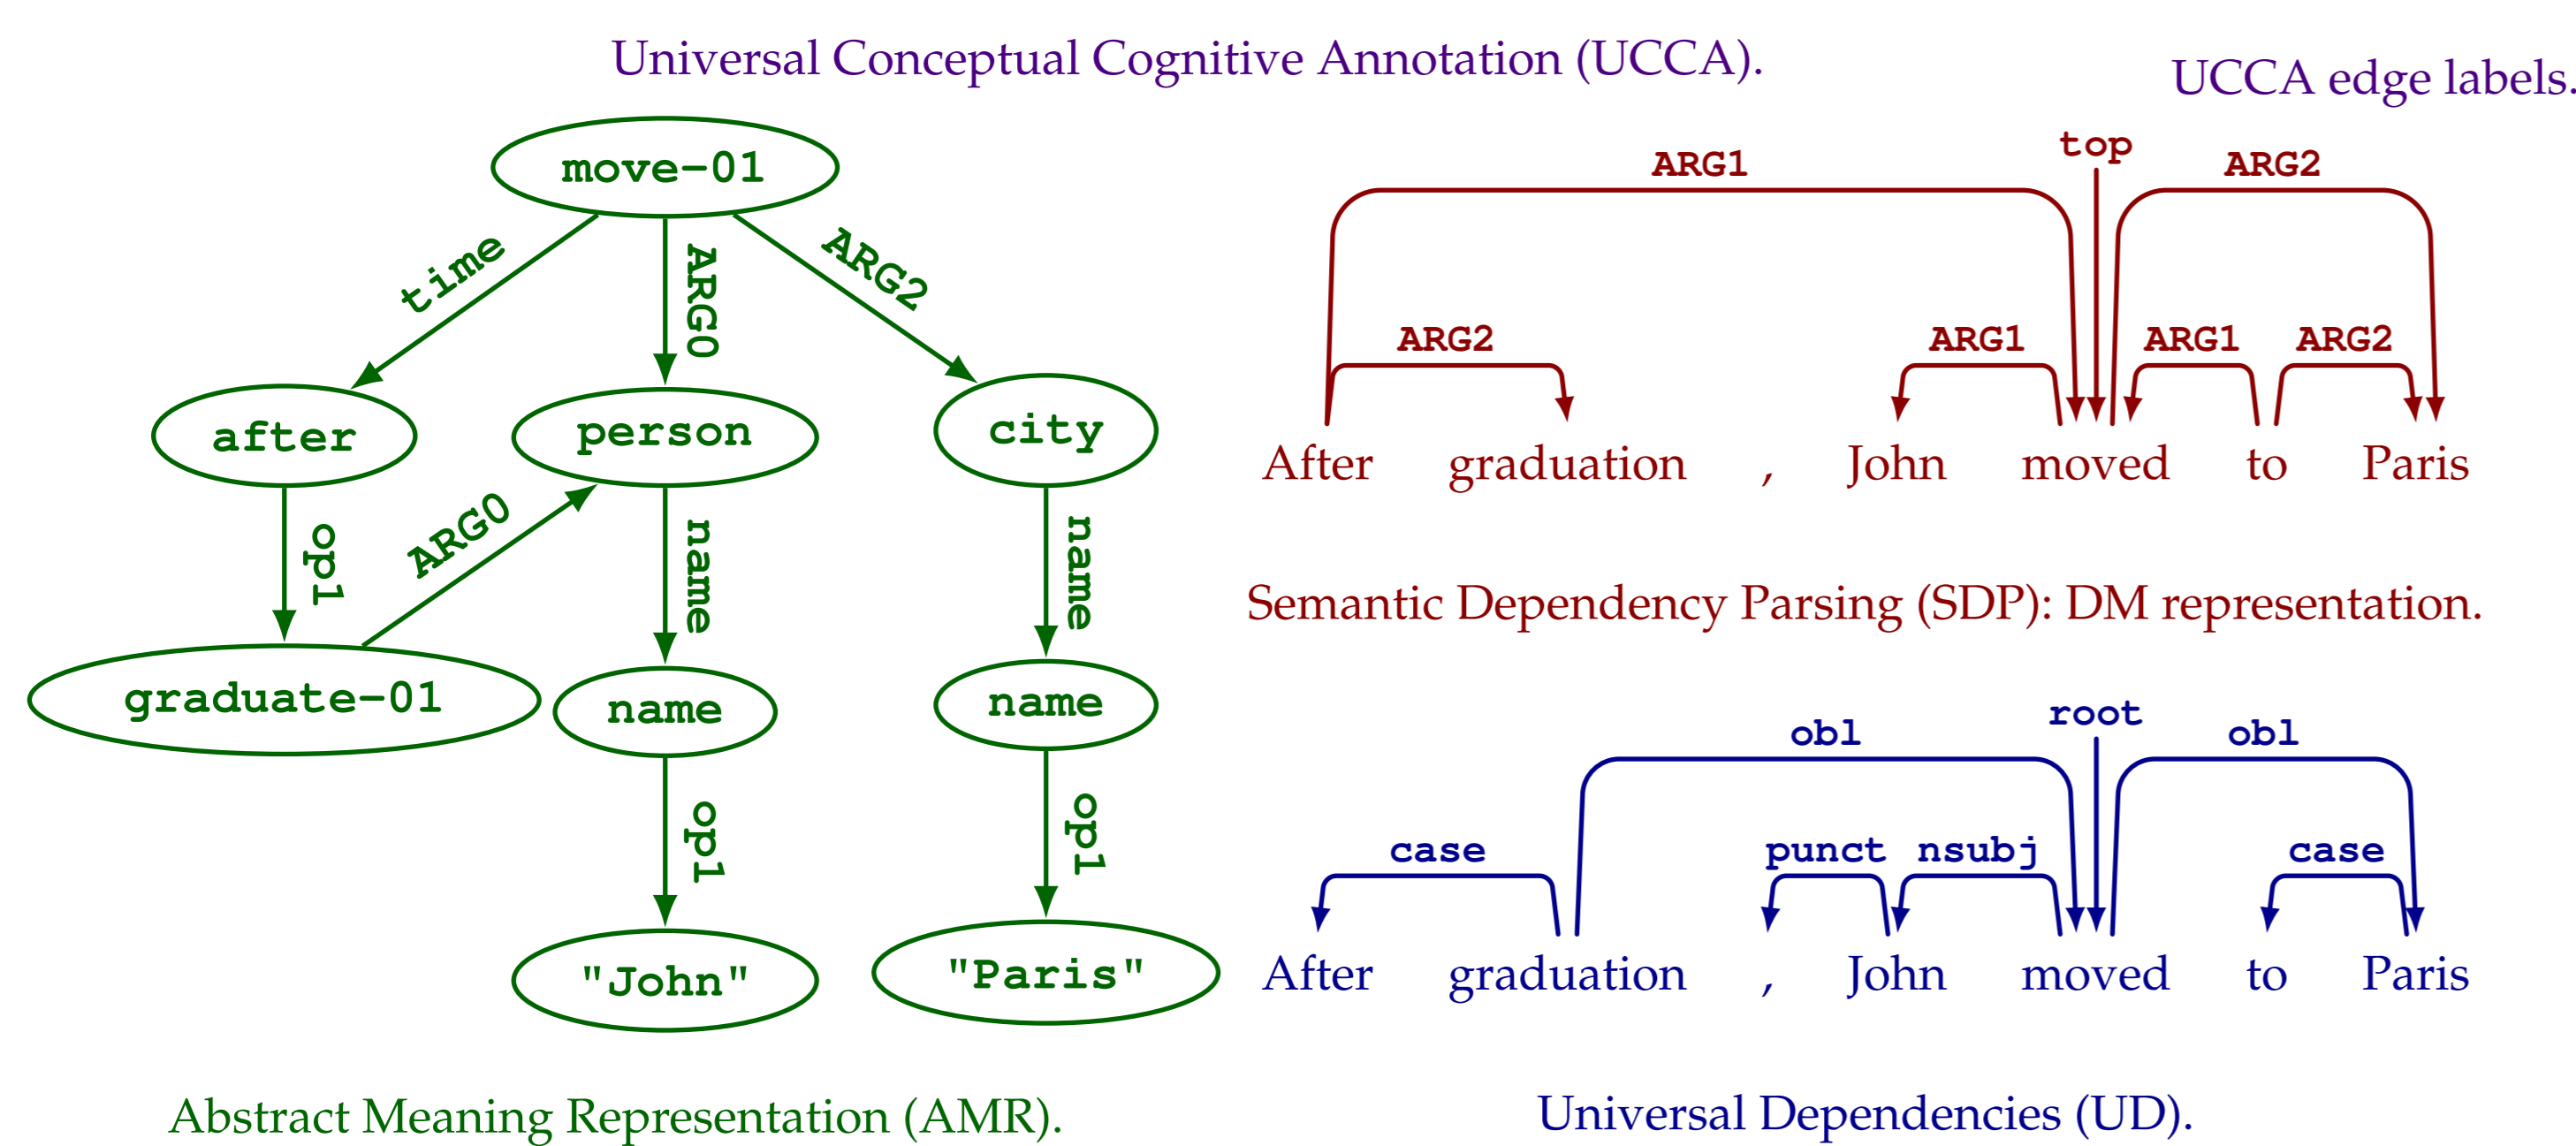 Universal Conceptual Cognitive Annotation (UCCA).
UCCA edge labels.
move-01
time
ARG0
ARG2
after
person
city
op1
ARG0
name
name
graduate-01
name
name
op1
op1
"John"
"Paris"
Abstract Meaning Representation (AMR).
top
ARG1
ARG2
ARG2
ARG1
ARG1
ARG2
After graduation , John moved to Paris
Semantic Dependency Parsing (SDP): DM representation.
root
obl
obl
case
punct
nsubj
case
After graduation , John moved to Paris
Universal Dependencies (UD).